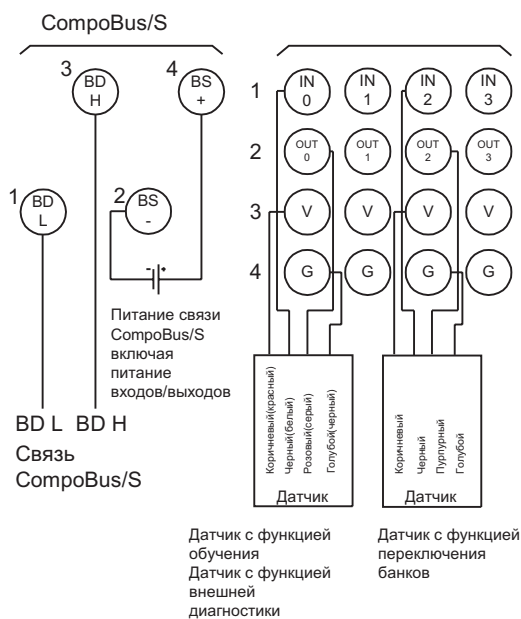 CompoBus/S
3
BD
H
4
BS
+
1
BD
L
2
BS
-
- +
Питание связи
CompoBus/S
включая
питание
входов/выходов
BD L BD H
Связь
CompoBus/S
1
IN
0
IN
1
IN
2
IN
3
2
OUT
0
OUT
1
OUT
2
OUT
3
3
V
V
V
V
4
G
G
G
G
Коричневый(красный)
Черный(белый)
Розовый(серый)
Голубой(черный)
Датчик
Коричневый
Черный
Пурпурный
Голубой
Датчик
Датчик с функцией
обучения
Датчик с функцией
внешней
диагностики
Датчик с функцией
переключения
банков